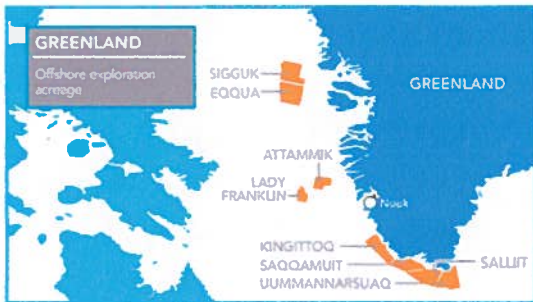 GREENLAND
Offshore exploration
acreage
SIGGUK
EQQUA
GREENLAND
ATTAMMIK
LADY
FRANKLIN
Nuuk
KINGITTOQ
SAQQAMUIT
SALLIIT
UUMMANNARSUAQ